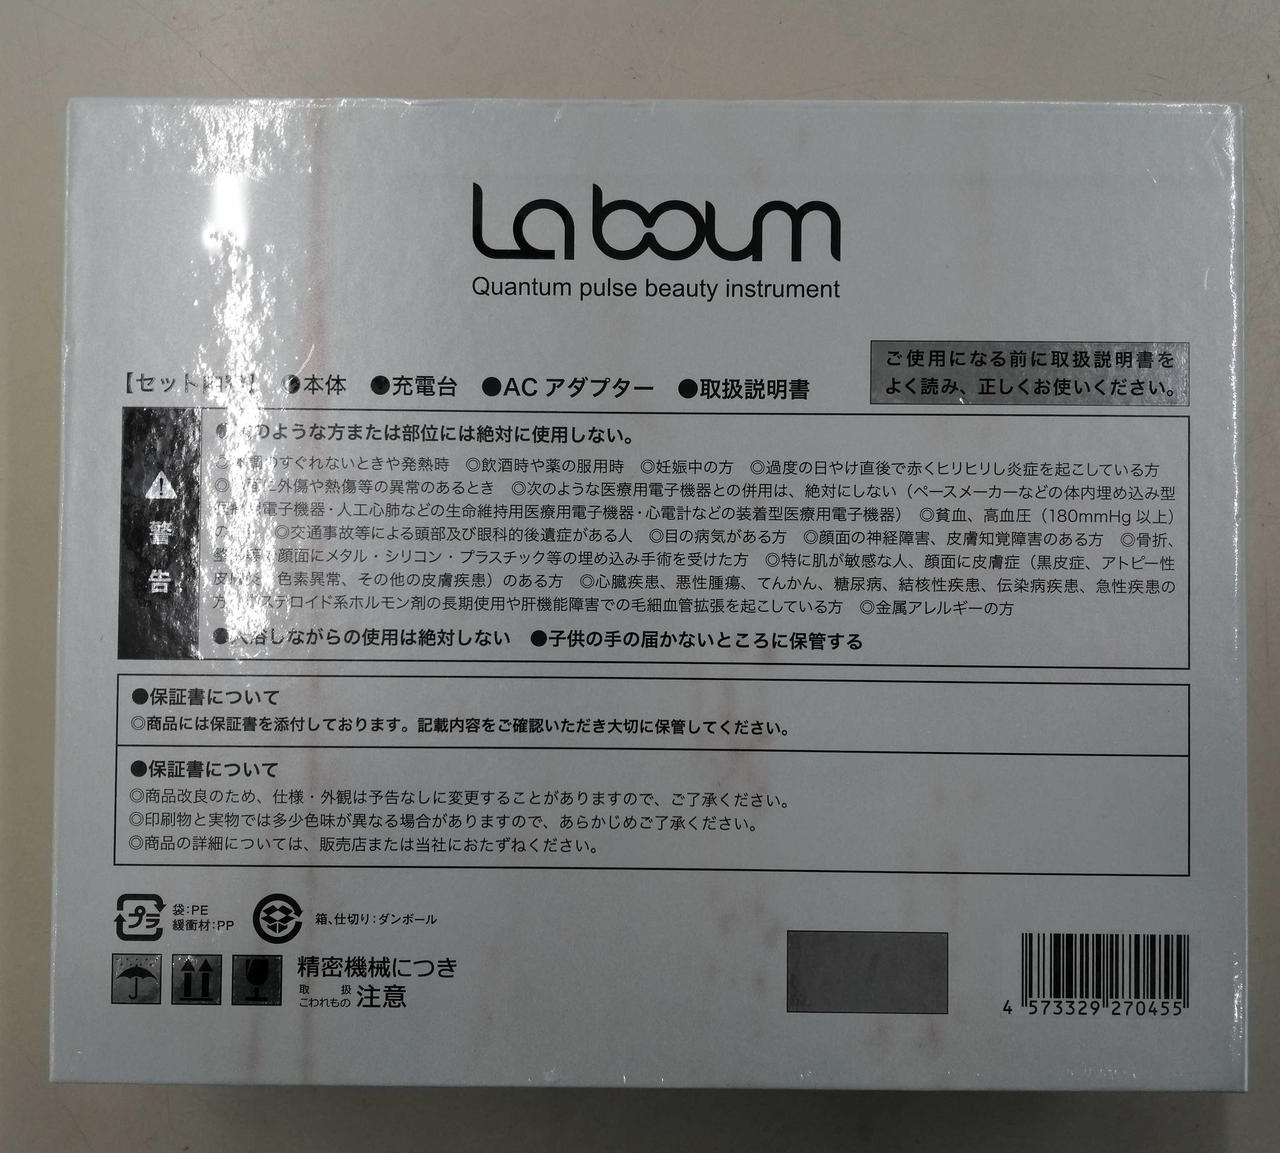 La boum
Quantum pulse beauty instrument
ご使用になる前に取扱説明書を
よく読み、正しくお使いください。
【セット内容】 ●本体 ●充電台 ●AC アダプター ●取扱説明書
警告
のような方または部位には絶対に使用しない。
すぐれないときや発熱時 ◎飲酒時や薬の服用時 ◎妊娠中の方 ◎過度の日やけ直後で赤くヒリヒリし炎症を起こしている方
に外傷や熱傷等の異常のあるとき ◎次のような医療用電子機器との併用は、絶対にしない（ペースメーカーなどの体内埋め込み型
電子機器・人工心肺などの生命維持用医療用電子機器・心電計などの装着型医療用電子機器） ◎貧血、高血圧（180mmHg 以上）
◎交通事故等による頭部及び眼科的後遺症がある人 ◎目の病気がある方 ◎顔面の神経障害、皮膚知覚障害のある方 ◎骨折、
顔面にメタル・シリコン・プラスチック等の埋め込み手術を受けた方 ◎特に肌が敏感な人、顔面に皮膚症（黒皮症、アトピー性
色素異常、その他の皮膚疾患）のある方 ◎心臓疾患、悪性腫瘍、てんかん、糖尿病、結核性疾患、伝染病疾患、急性疾患の
方 ◎ステロイド系ホルモン剤の長期使用や肝機能障害での毛細血管拡張を起こしている方 ◎金属アレルギーの方
●入浴しながらの使用は絶対しない ●子供の手の届かないところに保管する
●保証書について
◎商品には保証書を添付しております。記載内容をご確認いただき大切に保管してください。
●保証書について
◎商品改良のため、仕様・外観は予告なしに変更することがありますので、ご了承ください。
◎印刷物と実物では多少色味が異なる場合がありますので、あらかじめご了承ください。
◎商品の詳細については、販売店または当社におたずねください。
プラ
袋：PE
緩衝材：PP
箱、仕切り：ダンボール
精密機械につき
取扱
こわれもの 注意
4 573329 270455